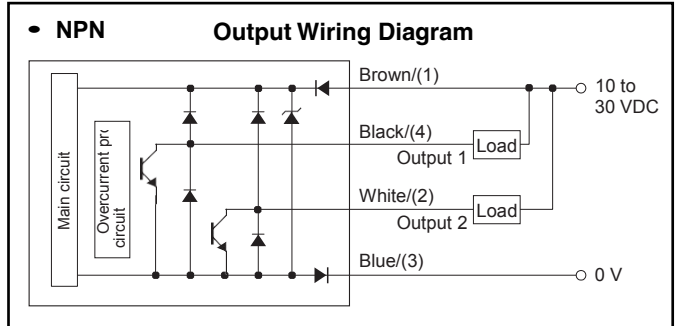 • NPN Output Wiring Diagram
Brown/(1)
10 to
30 VDC
Black/(4)
Output 1
Load
White/(2)
Output 2
Load
Blue/(3)
0 V
Main circuit
Overcurrent
circuit